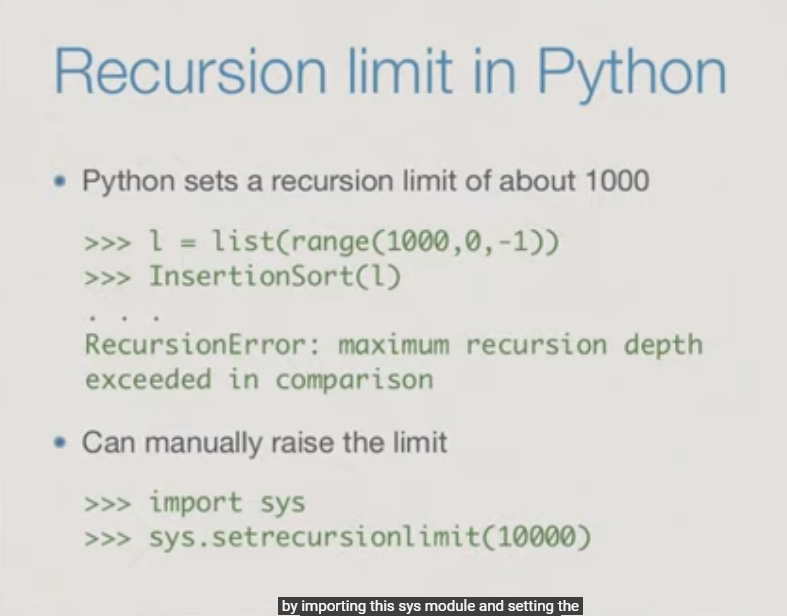 Recursion limit in Python
• Python sets a recursion limit of about 1000
>>> l = list(range(1000,0,-1))
>>> InsertionSort(l)
. . .
RecursionError: maximum recursion depth
exceeded in comparison
• Can manually raise the limit
>>> import sys
>>> sys.setrecursionlimit(10000)
by importing this sys module and setting the